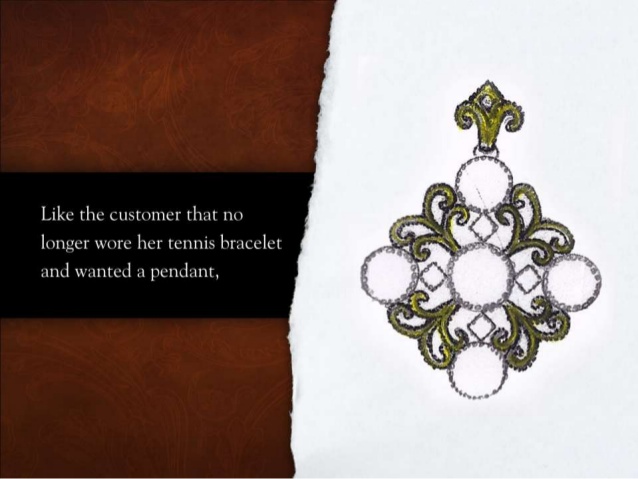 Like the customer that no
longer wore her tennis bracelet
and wanted a pendant,